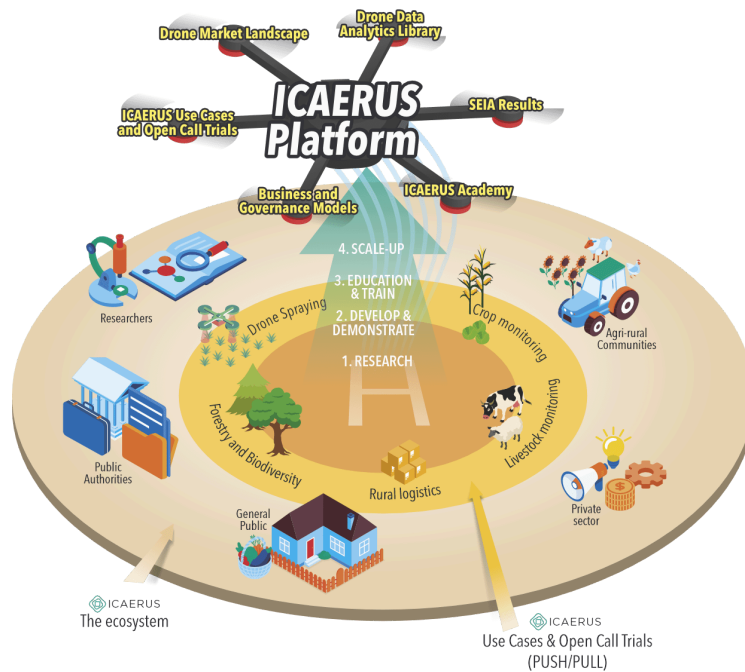 Drone Market Landscape
Drone Data
Analytics Library
ICAERUS Use Cases
and Open Call Trials
ICAERUS
Platform
SEIA Results
Business and
Governance Models
ICAERUS Academy
4. SCALE-UP
3. EDUCATION
& TRAIN
2. DEVELOP &
DEMONSTRATE
1. RESEARCH
Researchers
Drone Spraying
Crop monitoring
Agri-rural
Communities
Public
Authorities
Forestry and Biodiversity
Rural logistics
Livestock monitoring
General
Public
Private
sector
ICAERUS
The ecosystem
ICAERUS
Use Cases & Open Call Trials
(PUSH/PULL)